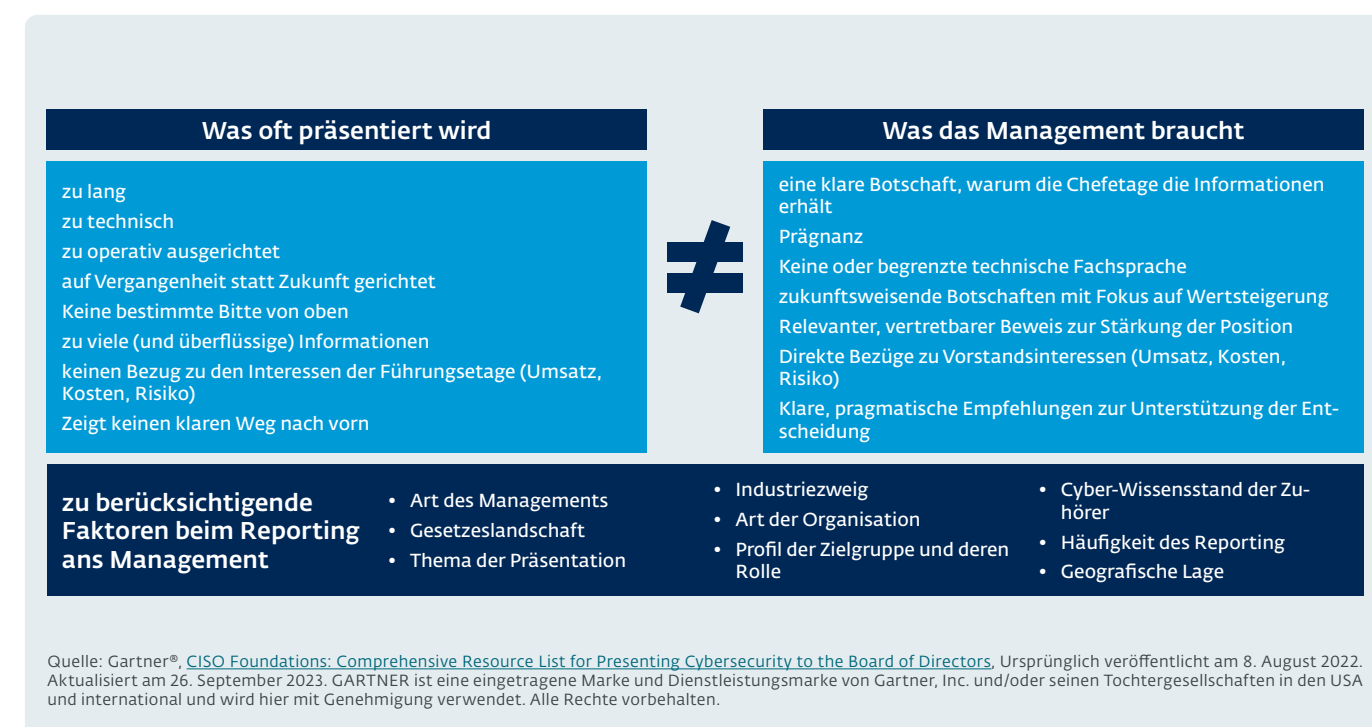 Was oft präsentiert wird
zu lang
zu technisch
zu operativ ausgerichtet
auf Vergangenheit statt Zukunft gerichtet
Keine bestimmte Bitte von oben
zu viele (und überflüssige) Informationen
keinen Bezug zu den Interessen der Führungsetage (Umsatz,
Kosten, Risiko)
Zeigt keinen klaren Weg nach vorn
≠
Was das Management braucht
eine klare Botschaft, warum die Chefetage die Informationen
erhält
Prägnanz
Keine oder begrenzte technische Fachsprache
zukunftsweisende Botschaften mit Fokus auf Wertsteigerung
Relevanter, vertretbarer Beweis zur Stärkung der Position
Direkte Bezüge zu Vorstandsinteressen (Umsatz, Kosten,
Risiko)
Klare, pragmatische Empfehlungen zur Unterstützung der Ent-
scheidung
zu berücksichtigende
Faktoren beim Reporting
ans Management
• Art des Managements
• Gesetzeslandschaft
• Thema der Präsentation
• Industriezweig
• Art der Organisation
• Profil der Zielgruppe und deren
Rolle
• Cyber-Wissensstand der Zu-
hörer
• Häufigkeit des Reporting
• Geografische Lage
Quelle: Gartner®, CISO Foundations: Comprehensive Resource List for Presenting Cybersecurity to the Board of Directors, Ursprünglich veröffentlicht am 8. August 2022.
Aktualisiert am 26. September 2023. GARTNER ist eine eingetragene Marke und Dienstleistungsmarke von Gartner, Inc. und/oder seinen Tochtergesellschaften in den USA
und international und wird hier mit Genehmigung verwendet. Alle Rechte vorbehalten.